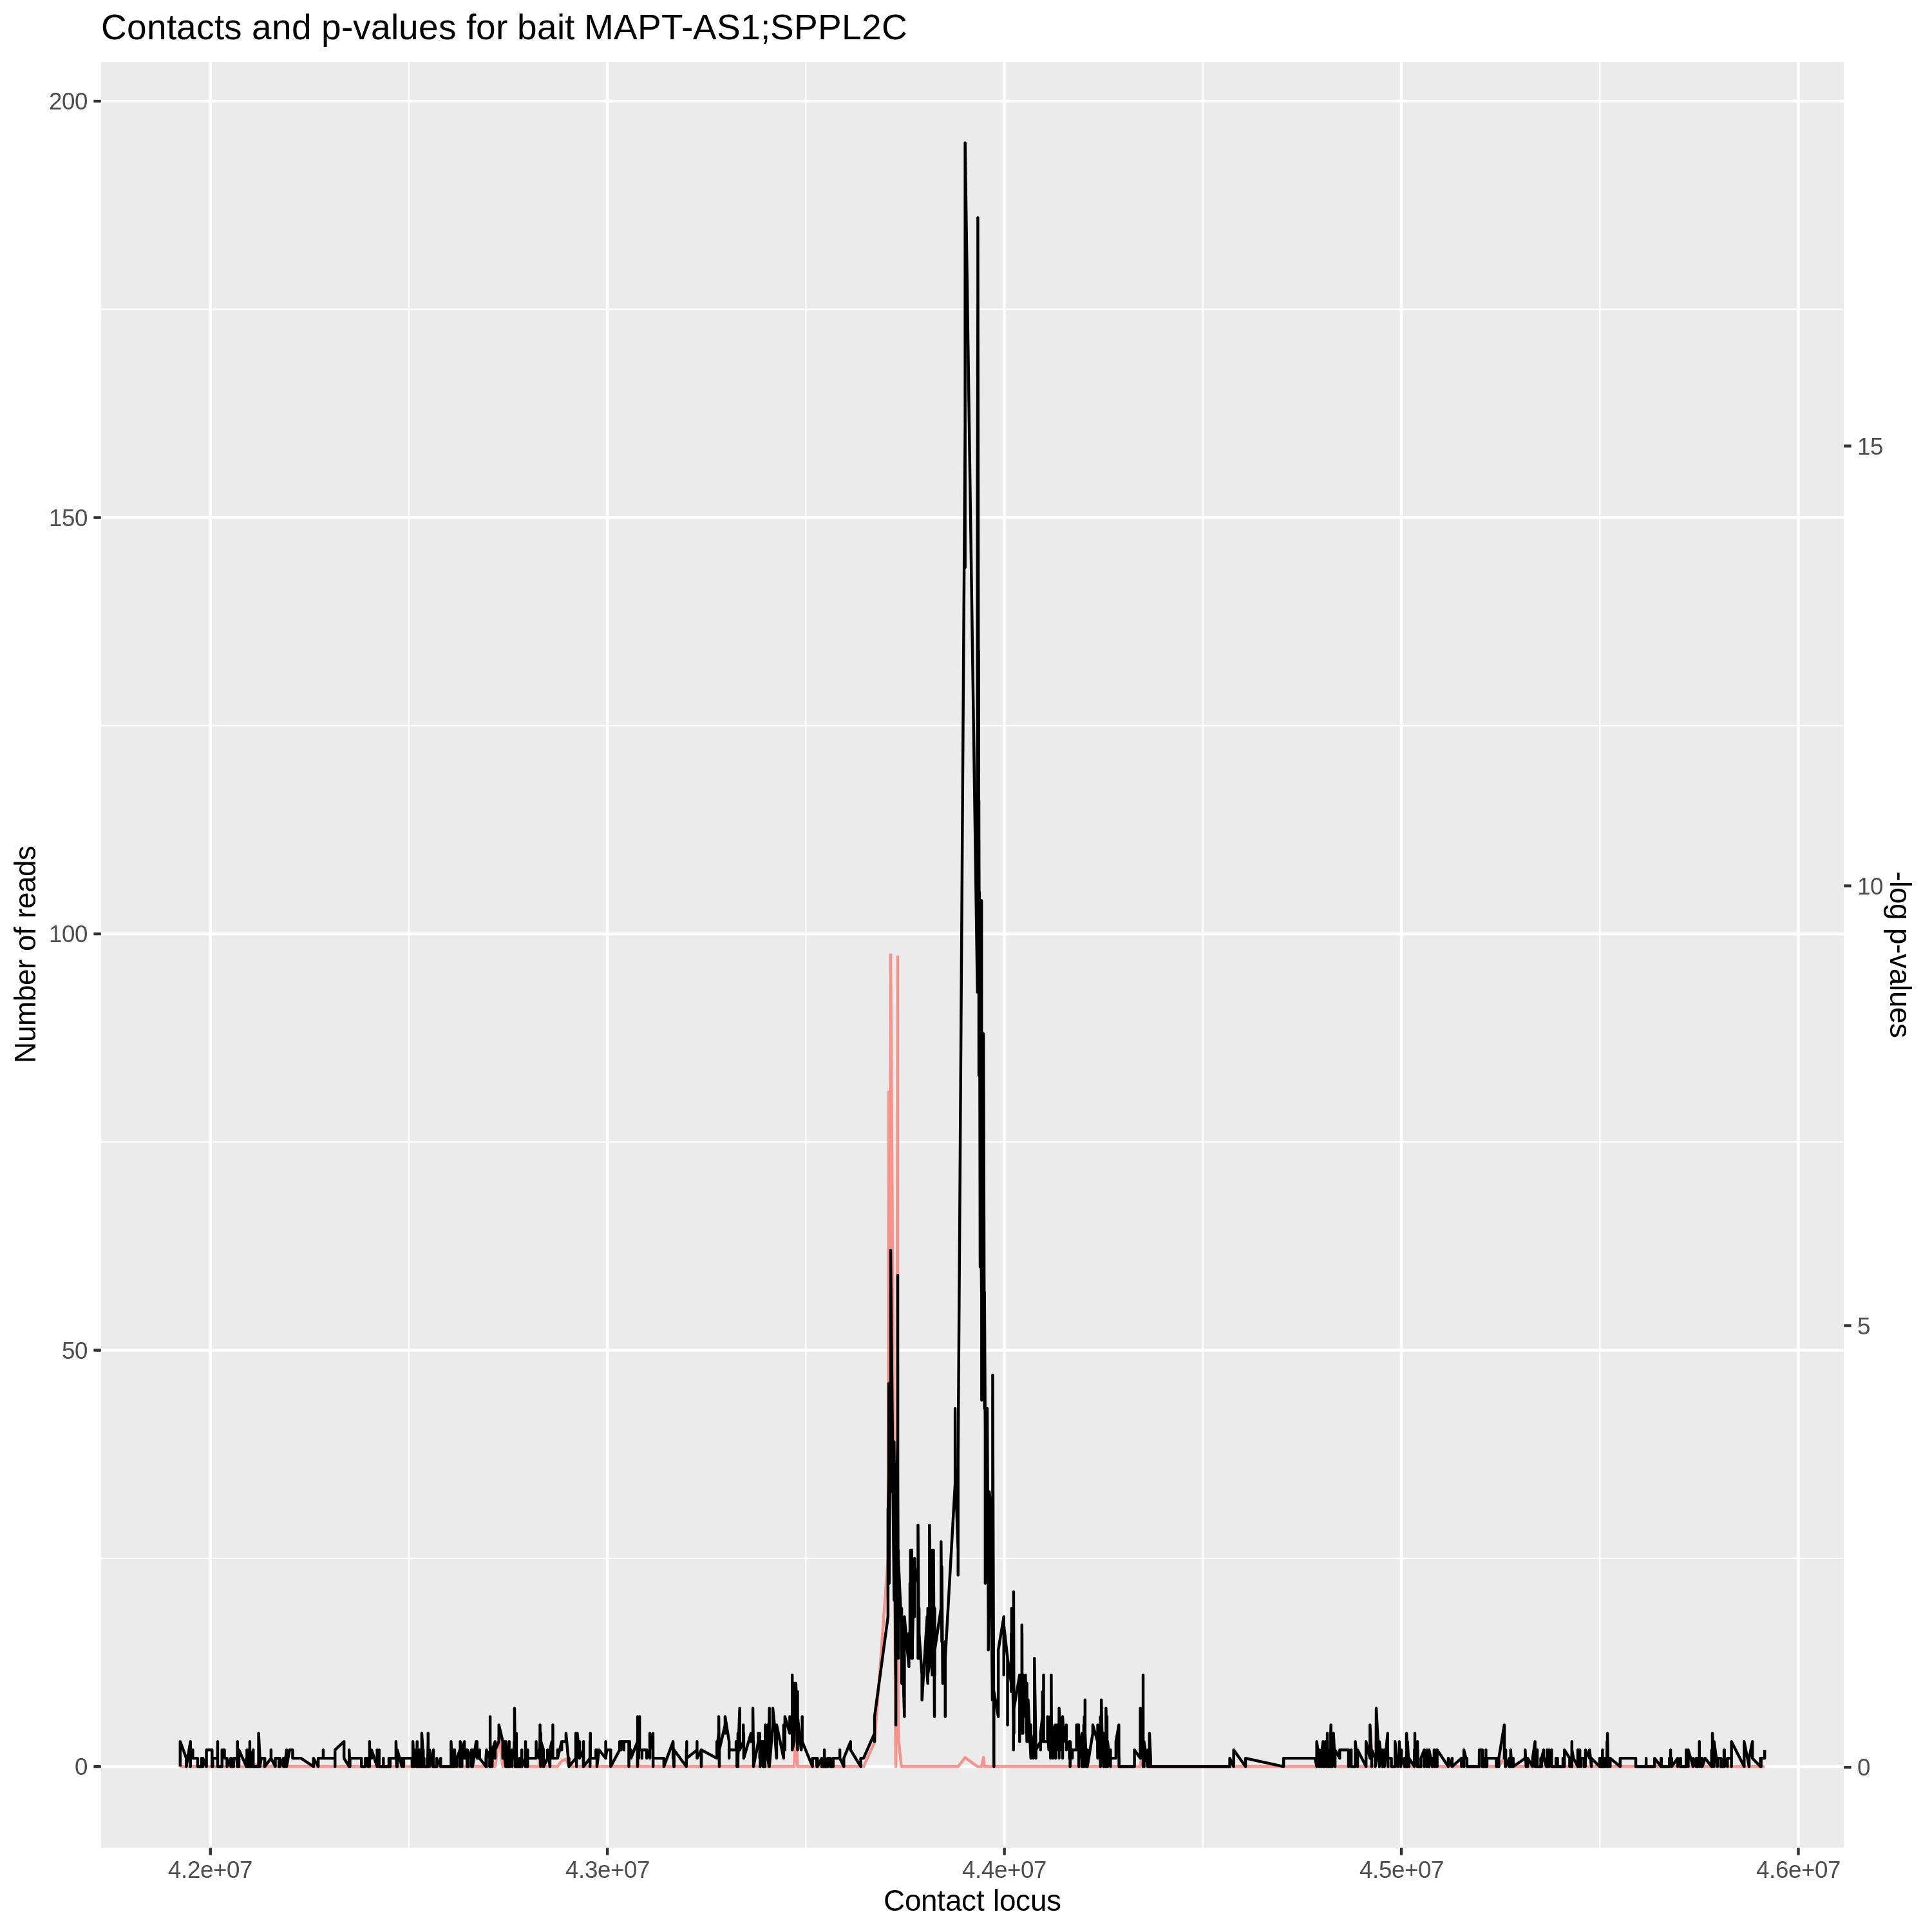 Contacts and p-values for bait MAPT-AS1;SPPL2C
200
150
100
50
0
Number of reads
15
10
5
0
-log p-values
4.2e+07 4.3e+07 4.4e+07 4.5e+07 4.6e+07
Contact locus